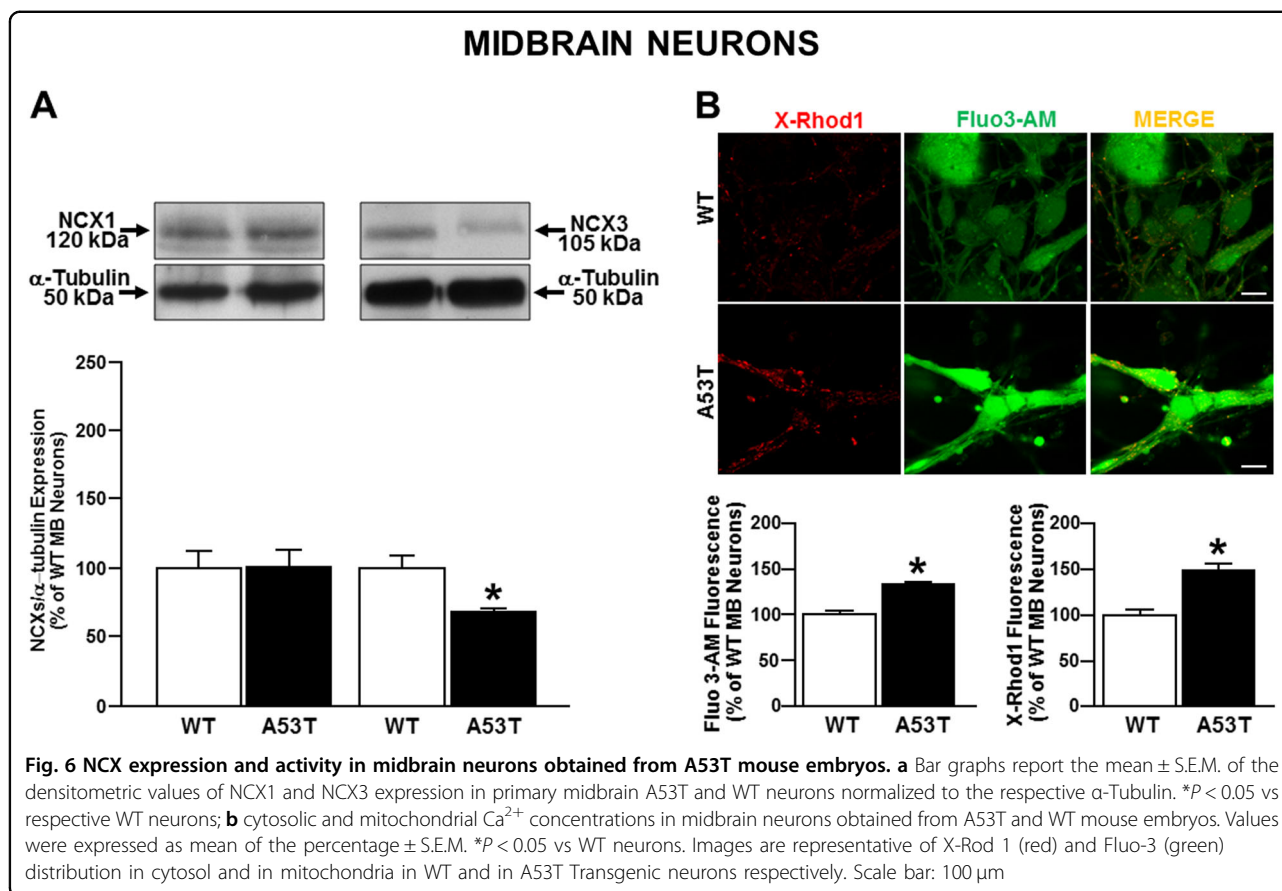 MIDBRAIN NEURONS
A
NCX1
120 kDa
NCX3
105 kDa
α-Tubulin
50 kDa
α-Tubulin
50 kDa
NCXs/α-tubulin Expression
(% of WT MB Neurons)
250
200
150
100
50
0
*
WT A53T WT A53T
B
X-Rhod1 Fluo3-AM MERGE
WT
A53T
Fluo 3-AM Fluorescence
(% of WT MB Neurons)
200
150
100
50
0
*
WT A53T
X-Rhod1 Fluorescence
(% of WT MB Neurons)
200
150
100
50
0
*
WT A53T
Fig. 6 NCX expression and activity in midbrain neurons obtained from A53T mouse embryos. a Bar graphs report the mean ± S.E.M. of the
densitometric values of NCX1 and NCX3 expression in primary midbrain A53T and WT neurons normalized to the respective α-Tubulin. *P < 0.05 vs
respective WT neurons; b cytosolic and mitochondrial Ca²⁺ concentrations in midbrain neurons obtained from A53T and WT mouse embryos. Values
were expressed as mean of the percentage ± S.E.M. *P < 0.05 vs WT neurons. Images are representative of X-Rod 1 (red) and Fluo-3 (green)
distribution in cytosol and in mitochondria in WT and in A53T Transgenic neurons respectively. Scale bar: 100 μm